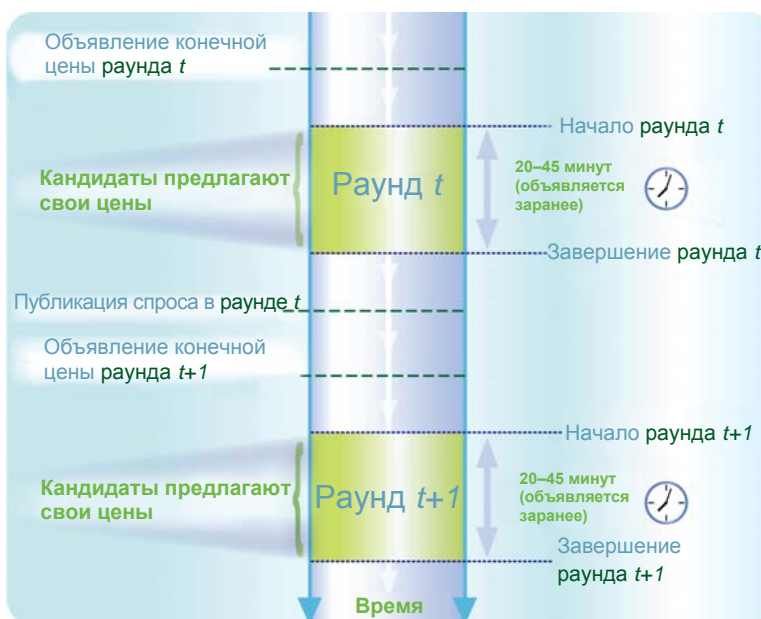 Объявление конечной
цены раунда t
Начало раунда t
Кандидаты предлагают
свои цены
Раунд t
20–45 минут
(объявляется
заранее)
Завершение раунда t
Публикация спроса в раунде t
Объявление конечной
цены раунда t+1
Начало раунда t+1
Кандидаты предлагают
свои цены
Раунд t+1
20–45 минут
(объявляется
заранее)
Завершение
раунда t+1
Время